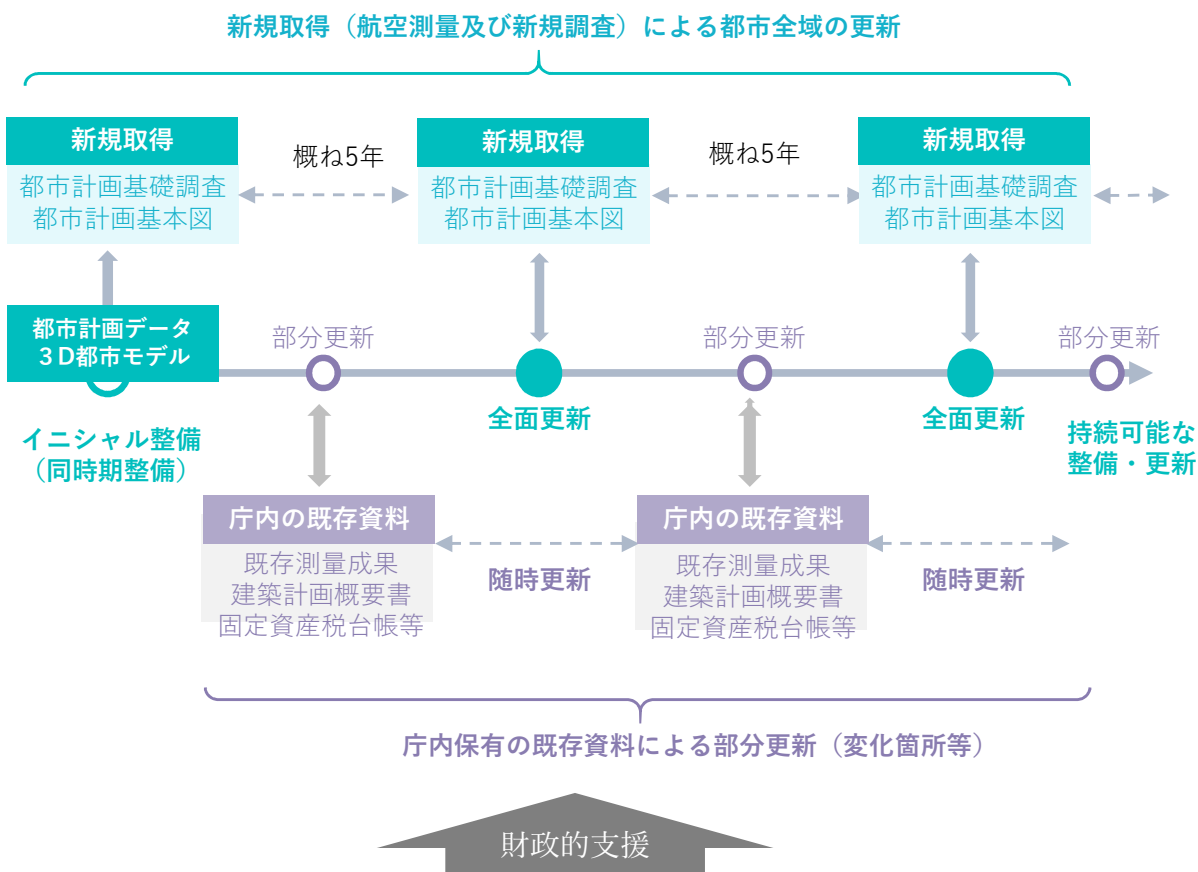 新規取得（航空測量及び新規調査）による都市全域の更新
新規取得
都市計画基礎調査
都市計画基本図
概ね5年
新規取得
都市計画基礎調査
都市計画基本図
概ね5年
新規取得
都市計画基礎調査
都市計画基本図
都市計画データ
３Ｄ都市モデル
部分更新
部分更新
部分更新
イニシャル整備
（同時期整備）
全面更新
全面更新
持続可能な
整備・更新
庁内の既存資料
既存測量成果
建築計画概要書
固定資産税台帳等
随時更新
庁内の既存資料
既存測量成果
建築計画概要書
固定資産税台帳等
随時更新
庁内保有の既存資料による部分更新（変化箇所等）
財政的支援